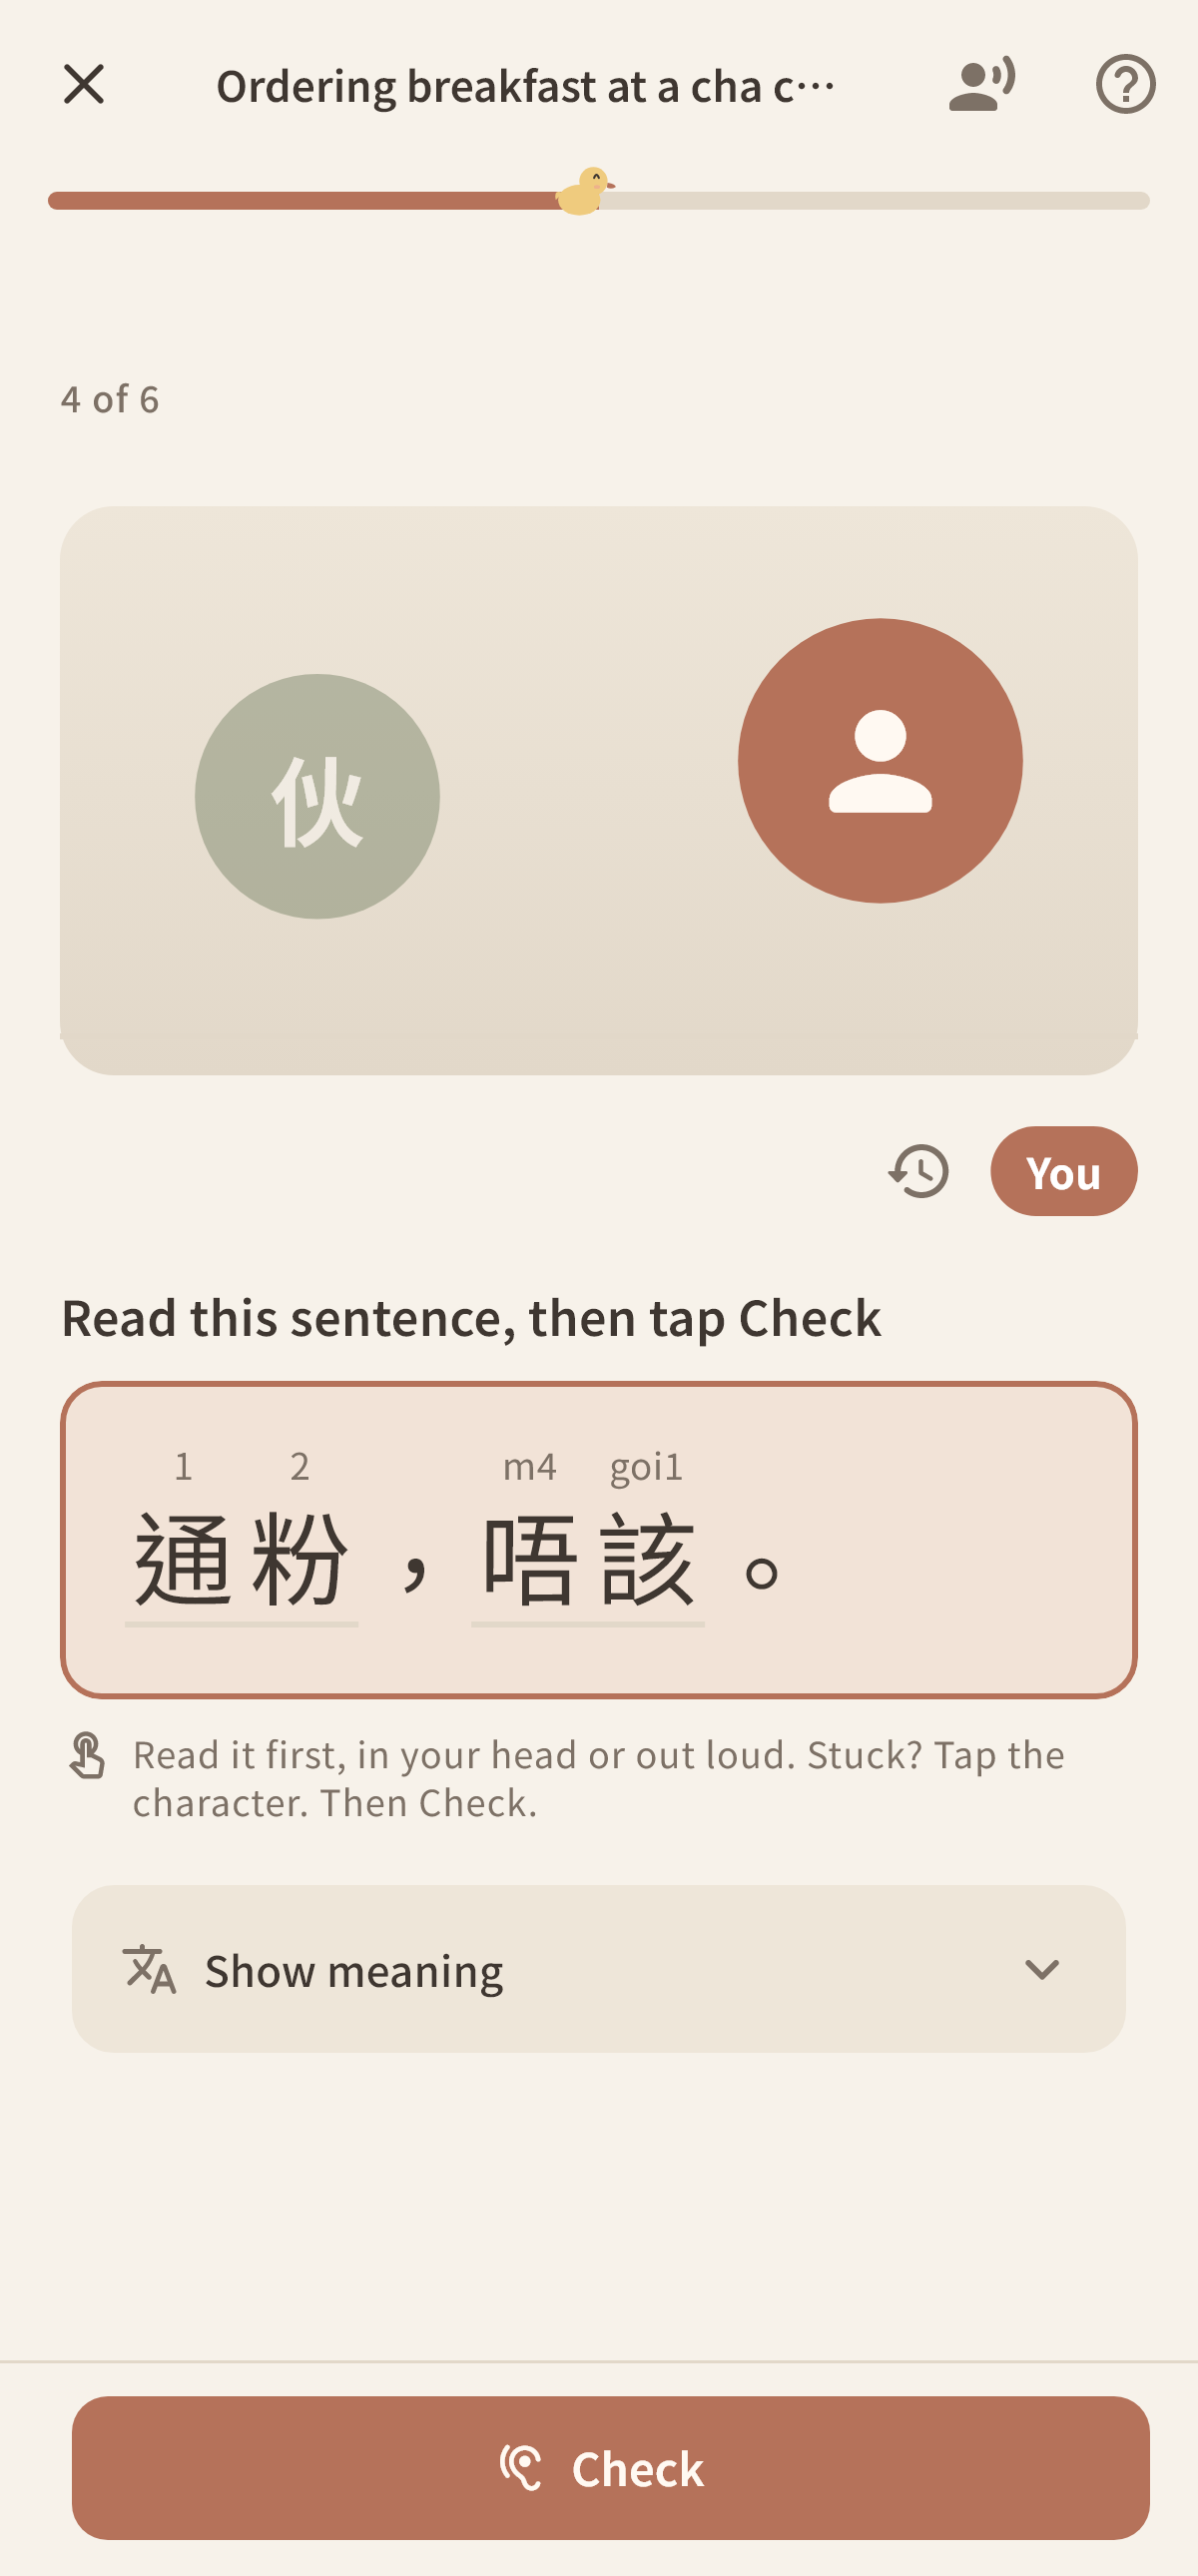 Ordering breakfast at a cha c…
4 of 6
伙
You
Read this sentence, then tap Check
1 2 m4 goi1
通粉，唔該。
Read it first, in your head or out loud. Stuck? Tap the
character. Then Check.
Show meaning
Check